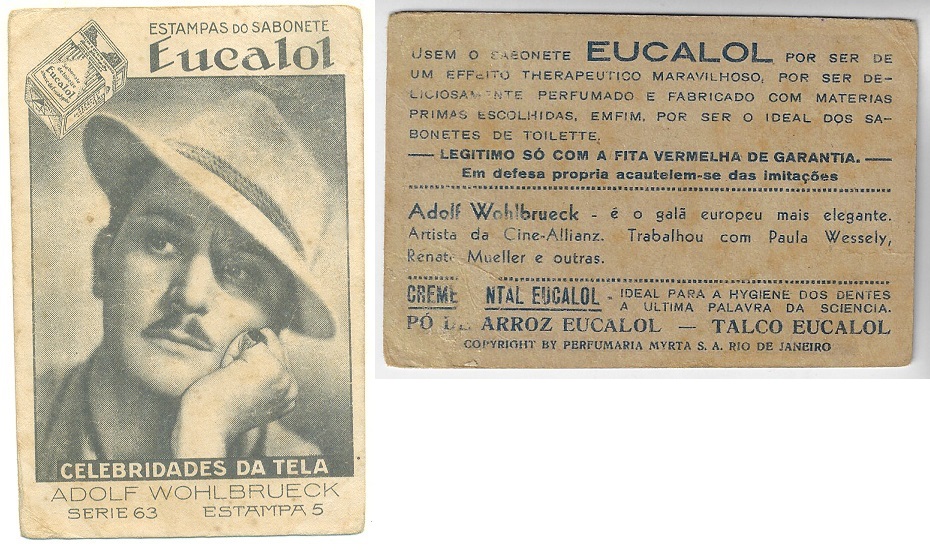 ESTAMPAS DO SABONETE
Eucalol
Eucalol
CELEBRIDADES DA TELA
ADOLF WOHLBRUECK
SERIE 63 ESTAMPA 5
USEM O SABONETE EUCALOL POR SER DE
UM EFFEITO THERAPEUTICO MARAVILHOSO, POR SER DE-
LICIOSAMENTE PERFUMADO E FABRICADO COM MATERIAS
PRIMAS ESCOLHIDAS, EMFIM, POR SER O IDEAL DOS SA-
BONETES DE TOILETTE.
— LEGITIMO SÓ COM A FITA VERMELHA DE GARANTIA. —
Em defesa propria acautelem-se das imitações
Adolf Wohlbrueck - é o galã europeu mais elegante.
Artista da Cine-Allianz. Trabalhou com Paula Wessely,
Renate Mueller e outras.
CREME NTAL EUCALOL - IDEAL PARA A HYGIENE DOS DENTES
A ULTIMA PALAVRA DA SCIENCIA.
PÓ DE ARROZ EUCALOL — TALCO EUCALOL
COPYRIGHT BY PERFUMARIA MYRTA S. A. RIO DE JANEIRO